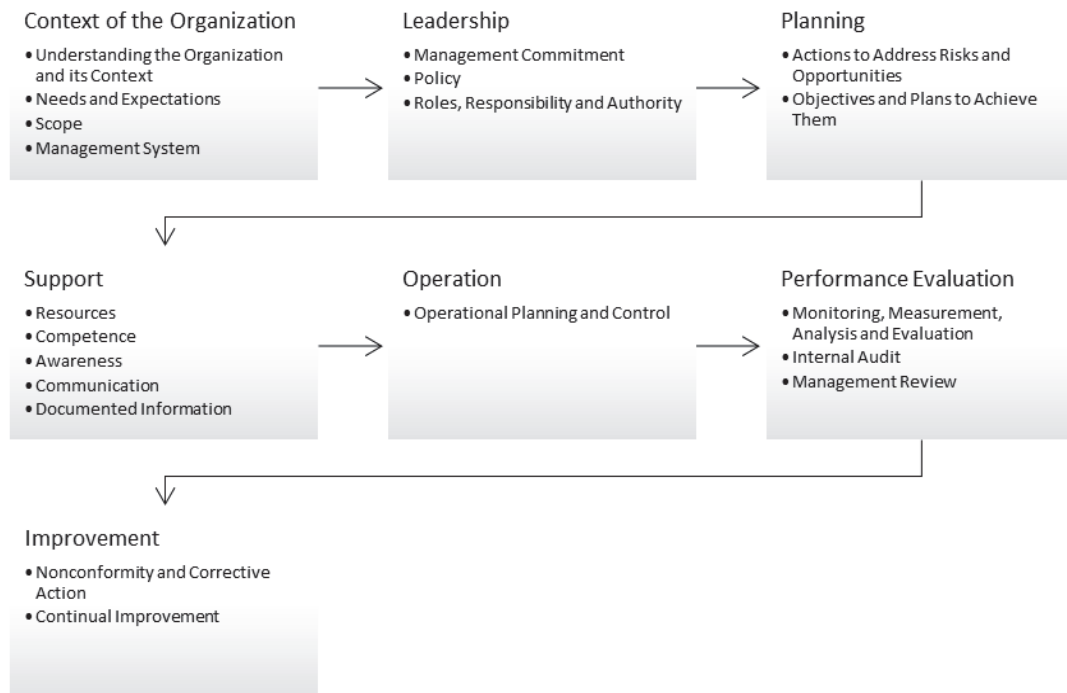 Context of the Organization
• Understanding the Organization
and its Context
• Needs and Expectations
• Scope
• Management System
Leadership
• Management Commitment
• Policy
• Roles, Responsibility and Authority
Planning
• Actions to Address Risks and
Opportunities
• Objectives and Plans to Achieve
Them
Support
• Resources
• Competence
• Awareness
• Communication
• Documented Information
Operation
• Operational Planning and Control
Performance Evaluation
• Monitoring, Measurement,
Analysis and Evaluation
• Internal Audit
• Management Review
Improvement
• Nonconformity and Corrective
Action
• Continual Improvement